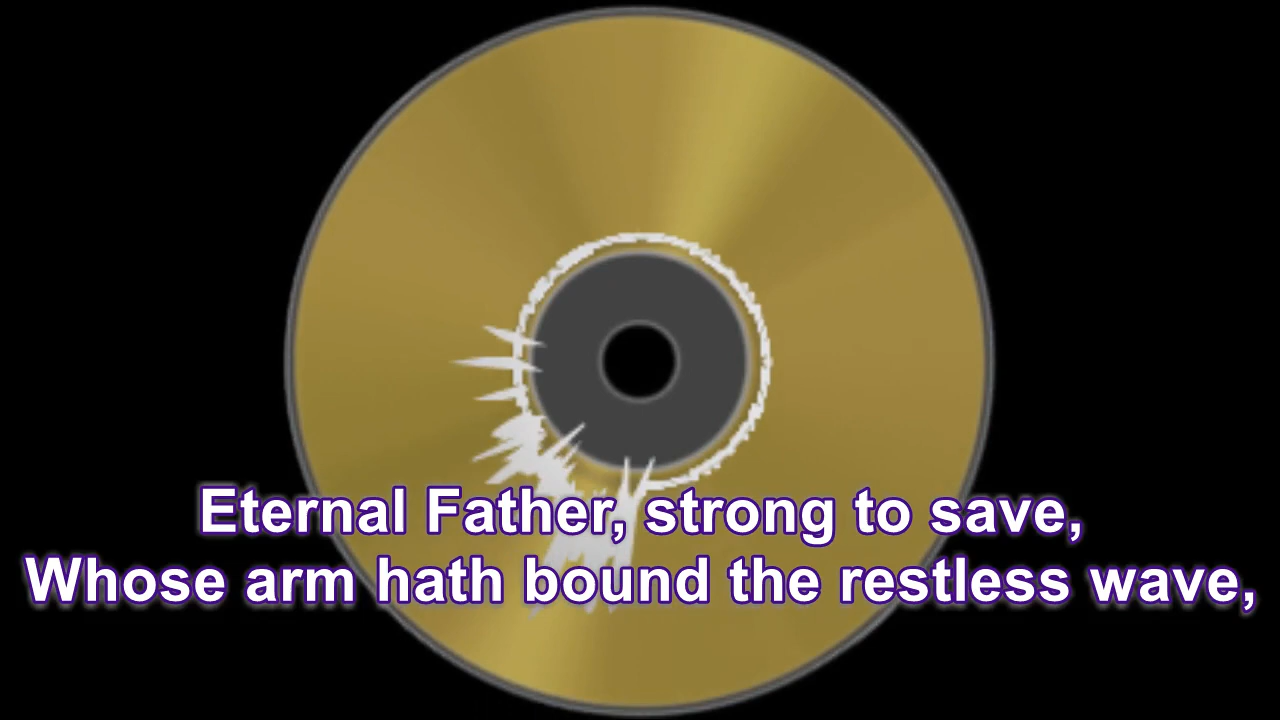 Eternal Father, strong to save,
Whose arm hath bound the restless wave,